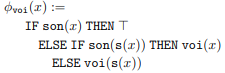 ϕvoi(x) :=
IF son(x) THEN ⊤
ELSE IF son(s(x)) THEN voi(x)
ELSE voi(s(x))